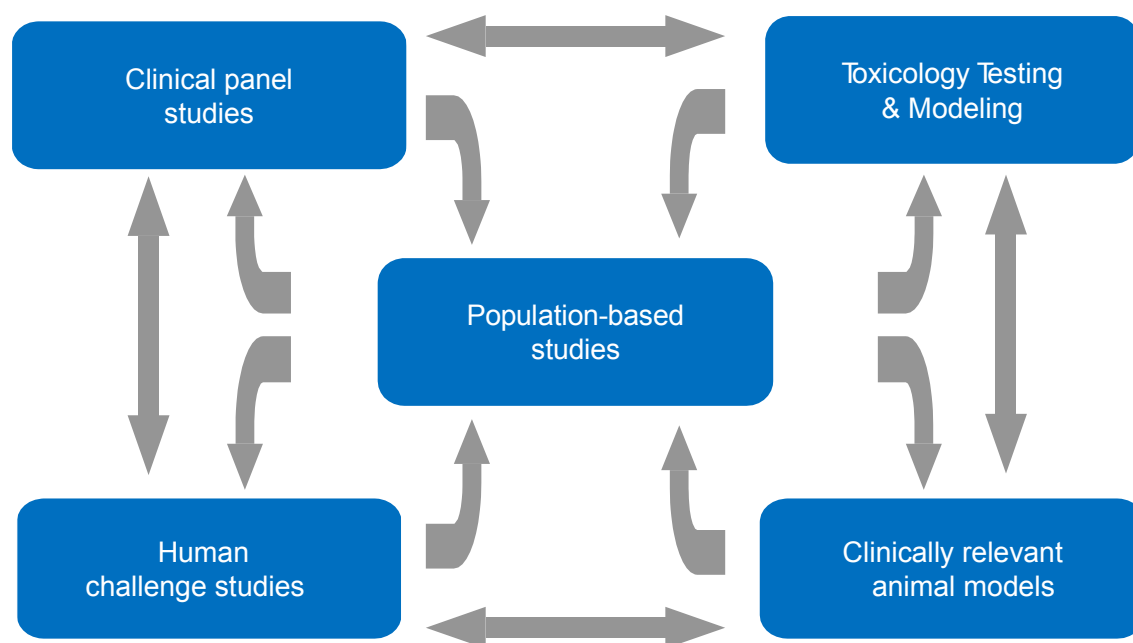 Clinical panel
studies
Toxicology Testing
& Modeling
Population-based
studies
Human
challenge studies
Clinically relevant
animal models